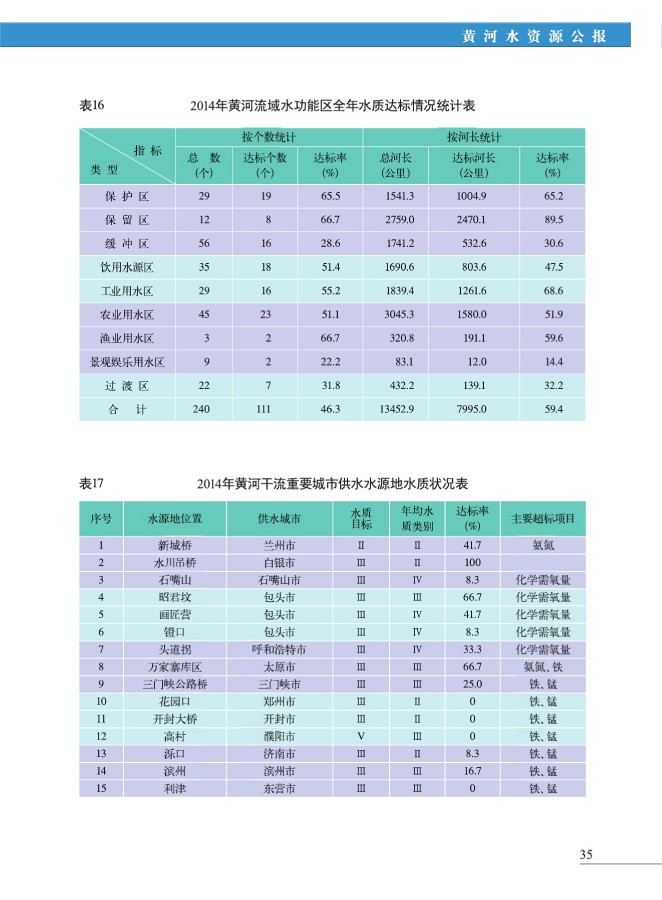 黄河水资源公报
表16 2014年黄河流域水功能区全年水质达标情况统计表
指标 类型 按个数统计 按河长统计
总数(个) 达标个数(个) 达标率(%) 总河长(公里) 达标河长(公里) 达标率(%)
保护区 29 19 65.5 1541.3 1004.9 65.2
保留区 12 8 66.7 2759.0 2470.1 89.5
缓冲区 56 16 28.6 1741.2 532.6 30.6
饮用水源区 35 18 51.4 1690.6 803.6 47.5
工业用水区 29 16 55.2 1839.4 1261.6 68.6
农业用水区 45 23 51.1 3045.3 1580.0 51.9
渔业用水区 3 2 66.7 320.8 191.1 59.6
景观娱乐用水区 9 2 22.2 83.1 12.0 14.4
过渡区 22 7 31.8 432.2 139.1 32.2
合计 240 111 46.3 13452.9 7995.0 59.4
表17 2014年黄河干流重要城市供水水源地水质状况表
序号 水源地位置 供水城市 水质目标 年均水质类别 达标率(%) 主要超标项目
1 新城桥 兰州市 Ⅱ Ⅱ 41.7 氨氮
2 水川吊桥 白银市 Ⅲ Ⅱ 100
3 石嘴山 石嘴山市 Ⅲ Ⅳ 8.3 化学需氧量
4 昭君坟 包头市 Ⅲ Ⅲ 66.7 化学需氧量
5 画匠营 包头市 Ⅲ Ⅳ 41.7 化学需氧量
6 镫口 包头市 Ⅲ Ⅳ 8.3 化学需氧量
7 头道拐 呼和浩特市 Ⅲ Ⅳ 33.3 化学需氧量
8 万家寨库区 太原市 Ⅲ Ⅲ 66.7 氨氮、铁
9 三门峡公路桥 三门峡市 Ⅲ Ⅲ 25.0 铁、锰
10 花园口 郑州市 Ⅲ Ⅱ 0 铁、锰
11 开封大桥 开封市 Ⅲ Ⅱ 0 铁、锰
12 高村 濮阳市 Ⅴ Ⅲ 0 铁、锰
13 泺口 济南市 Ⅲ Ⅱ 8.3 铁、锰
14 滨州 滨州市 Ⅲ Ⅲ 16.7 铁、锰
15 利津 东营市 Ⅲ Ⅲ 0 铁、锰
35